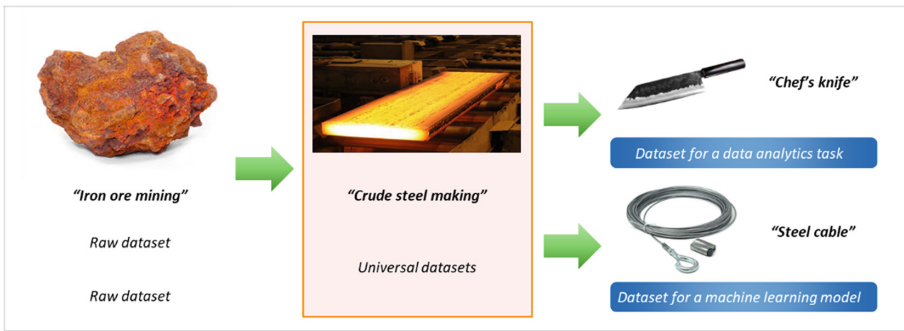 “Iron ore mining”
Raw dataset
Raw dataset
“Crude steel making”
Universal datasets
“Chef’s knife”
Dataset for a data analytics task
“Steel cable”
Dataset for a machine learning model